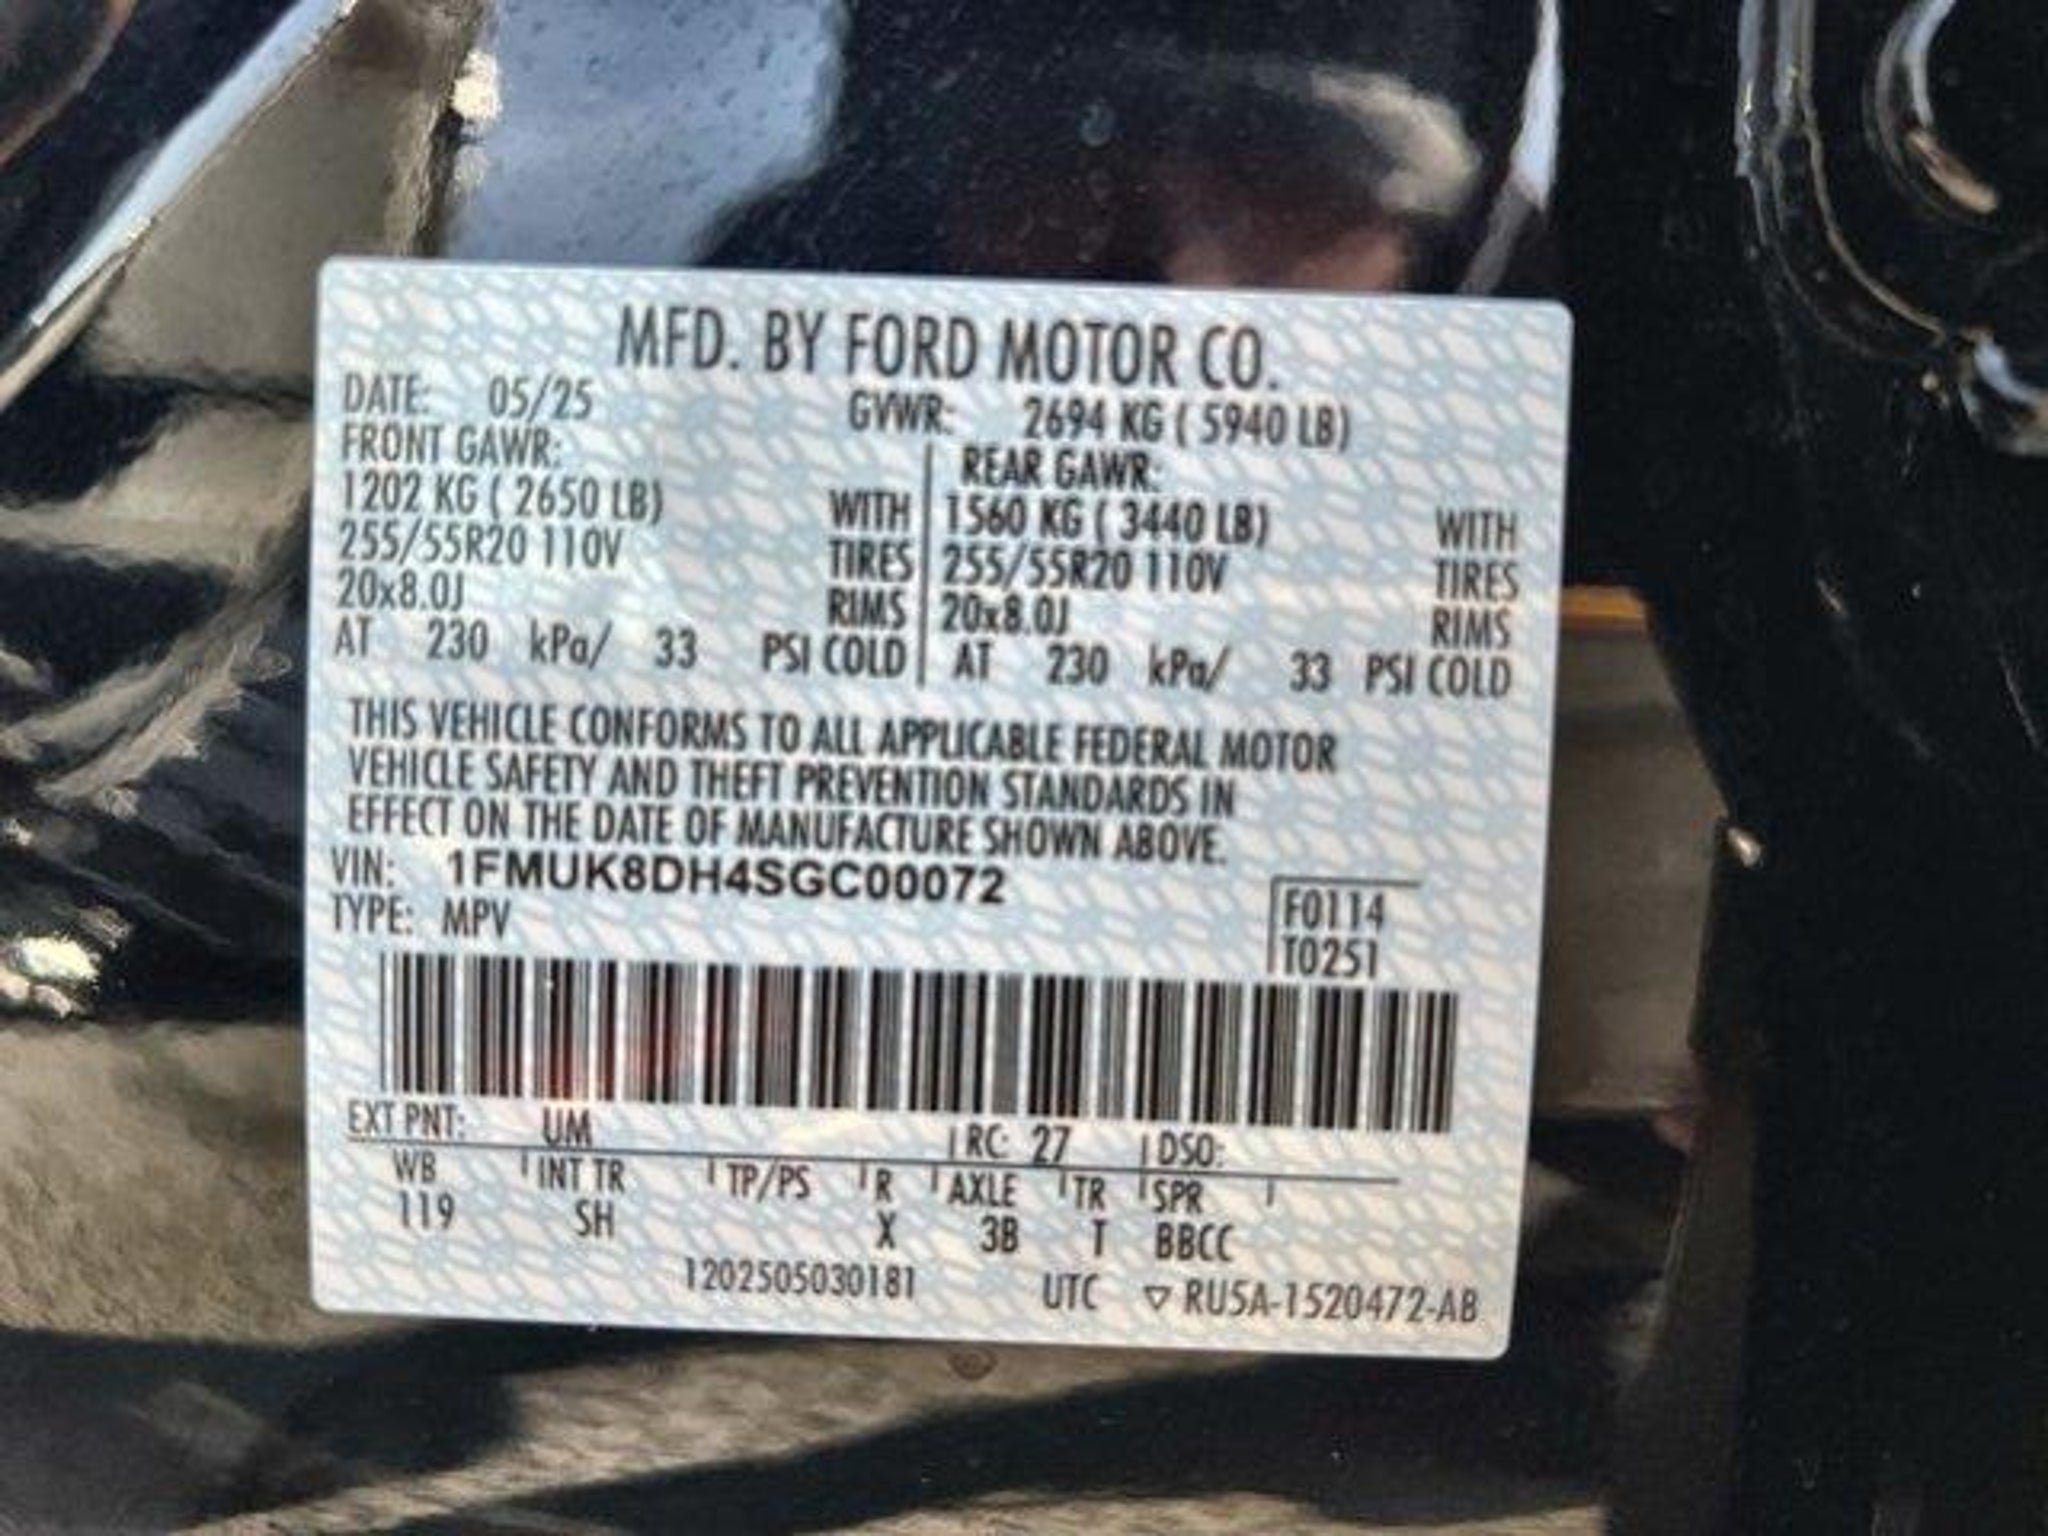 MFD. BY FORD MOTOR CO.
DATE: 05/25 GVWR: 2694 KG ( 5940 LB)
FRONT GAWR: REAR GAWR:
1202 KG ( 2650 LB) WITH 1560 KG ( 3440 LB) WITH
255/55R20 110V TIRES 255/55R20 110V TIRES
20x8.0J RIMS 20x8.0J RIMS
AT 230 kPa/ 33 PSI COLD AT 230 kPa/ 33 PSI COLD
THIS VEHICLE CONFORMS TO ALL APPLICABLE FEDERAL MOTOR
VEHICLE SAFETY AND THEFT PREVENTION STANDARDS IN
EFFECT ON THE DATE OF MANUFACTURE SHOWN ABOVE.
VIN: 1FMUK8DH4SGC00072
TYPE: MPV F0114
T0251
EXT PNT: UM RC: 27 DSO:
WB INT TR TP/PS R AXLE TR SPR
119 SH X 3B T BBCC
1202505030181 UTC ▽ RU5A-1520472-AB